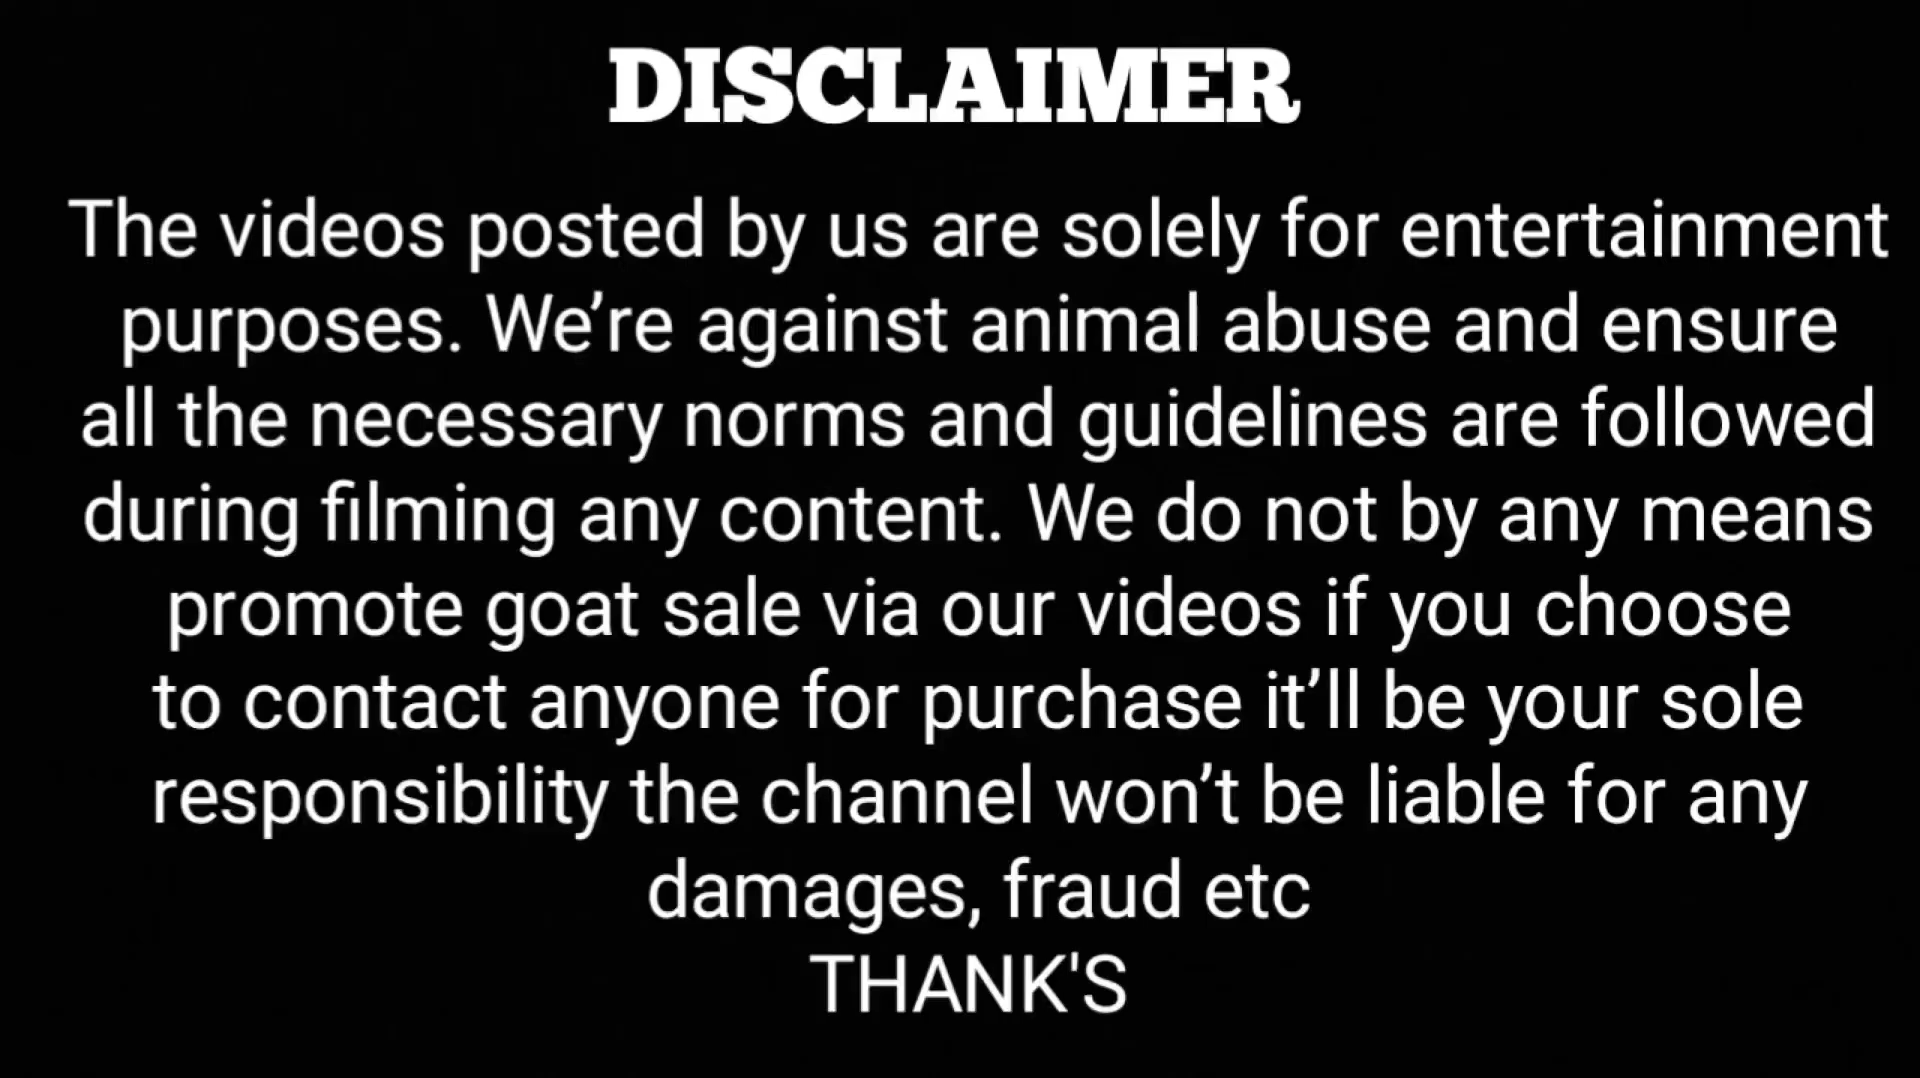 DISCLAIMER
The videos posted by us are solely for entertainment
purposes. We’re against animal abuse and ensure
all the necessary norms and guidelines are followed
during filming any content. We do not by any means
promote goat sale via our videos if you choose
to contact anyone for purchase it’ll be your sole
responsibility the channel won’t be liable for any
damages, fraud etc
THANK'S